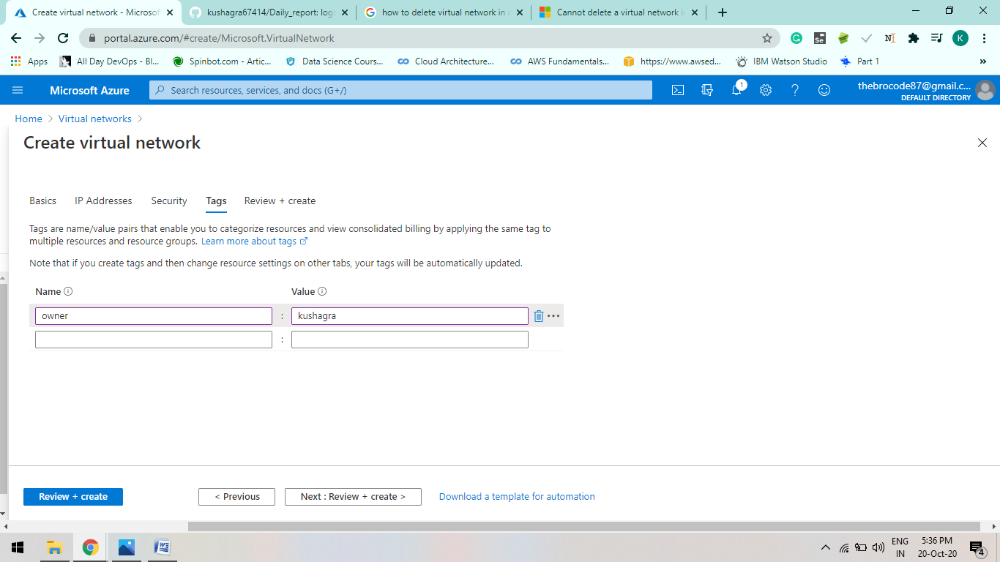 Create virtual network - Microsof
kushagra67414/Daily_report: log
how to delete virtual network in a
Cannot delete a virtual network i
portal.azure.com/#create/Microsoft.VirtualNetwork
Apps
All Day DevOps - Bl...
Spinbot.com - Artic...
Data Science Cours...
Cloud Architecture...
AWS Fundamentals...
https://www.awsed...
IBM Watson Studio
Part 1
Microsoft Azure
Search resources, services, and docs (G+/)
1
thebrocode87@gmail.c...
DEFAULT DIRECTORY
Home > Virtual networks >
Create virtual network
Basics
IP Addresses
Security
Tags
Review + create
Tags are name/value pairs that enable you to categorize resources and view consolidated billing by applying the same tag to
multiple resources and resource groups. Learn more about tags
Note that if you create tags and then change resource settings on other tabs, your tags will be automatically updated.
Name
Value
owner : kushagra
:
Review + create
< Previous
Next : Review + create >
Download a template for automation
ENG
IN
5:36 PM
20-Oct-20
4